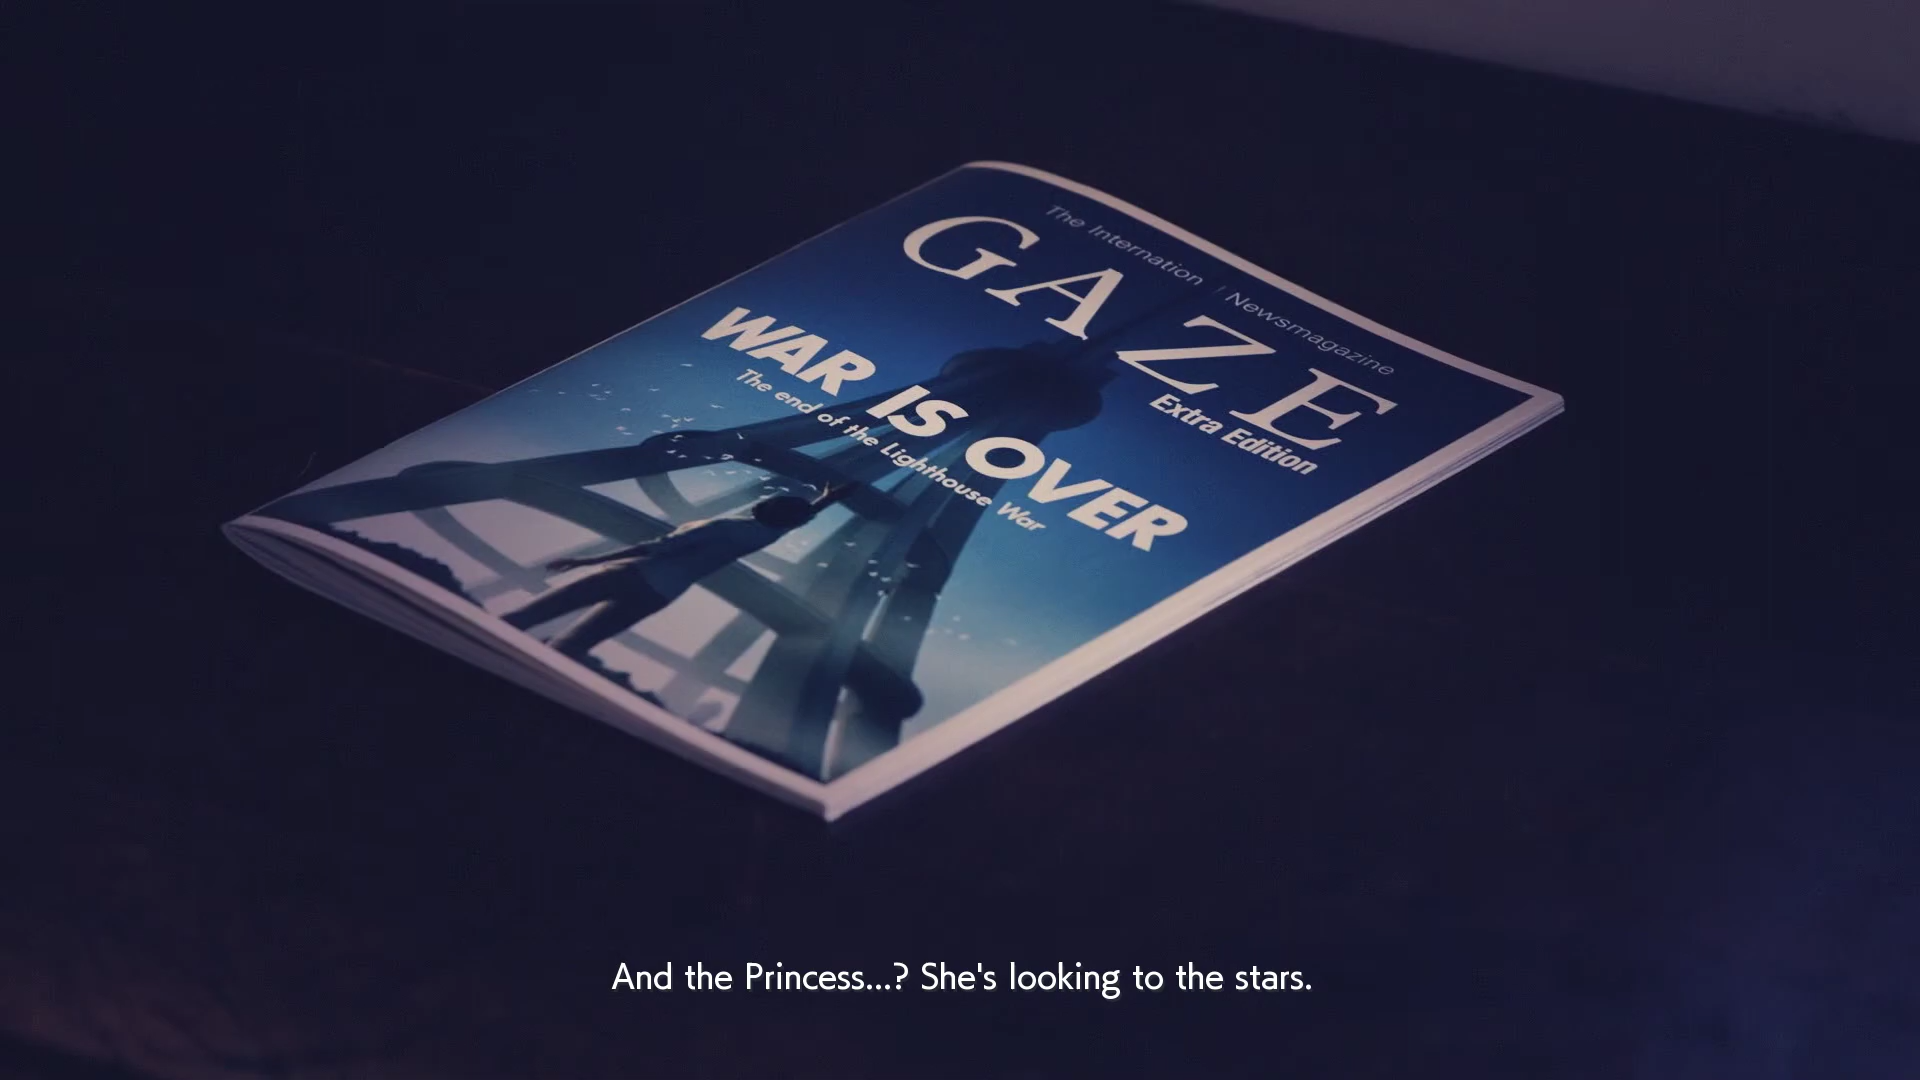 The Internation / Newsmagazine
GAZE
Extra Edition
WAR IS OVER
The end of the Lighthouse War
And the Princess...? She's looking to the stars.